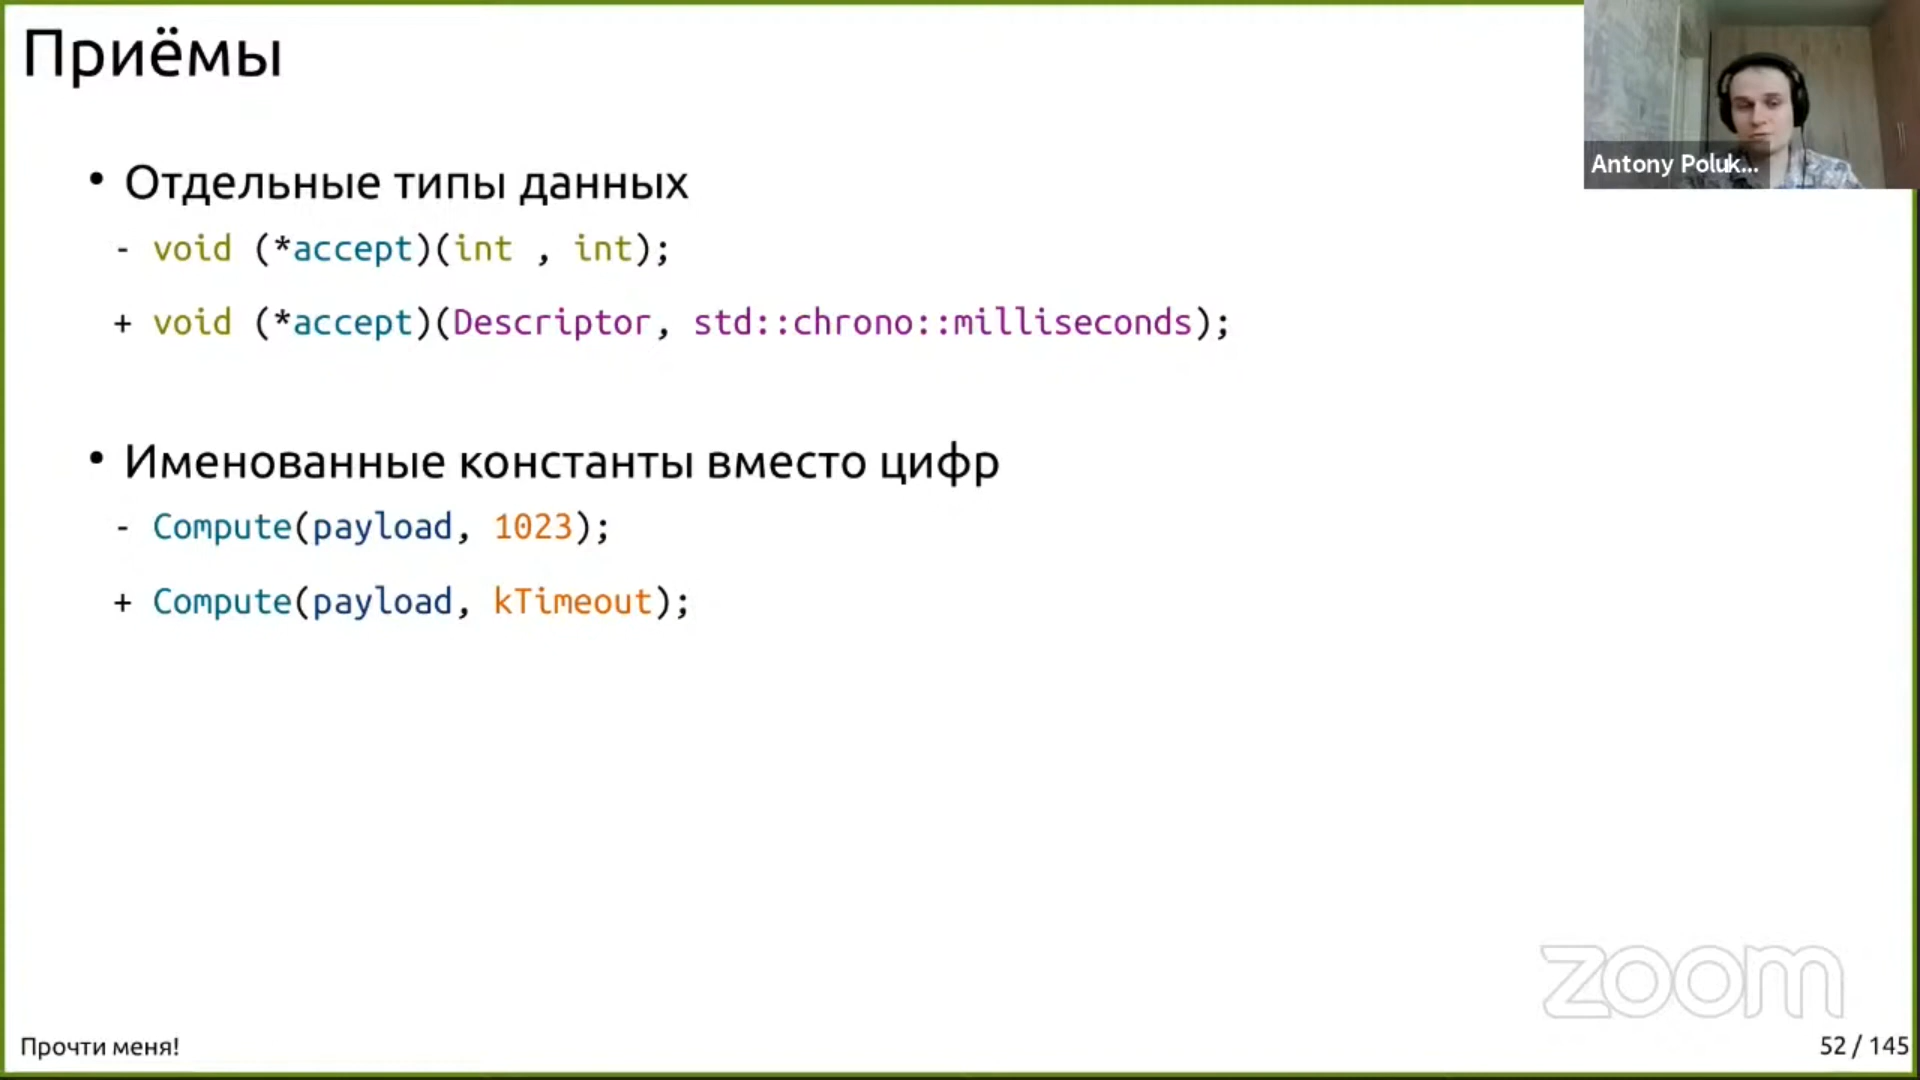 Приёмы
Antony Poluk...
• Отдельные типы данных
- void (*accept)(int , int);
+ void (*accept)(Descriptor, std::chrono::milliseconds);
• Именованные константы вместо цифр
- Compute(payload, 1023);
+ Compute(payload, kTimeout);
zoom
Прочти меня!
52 / 145